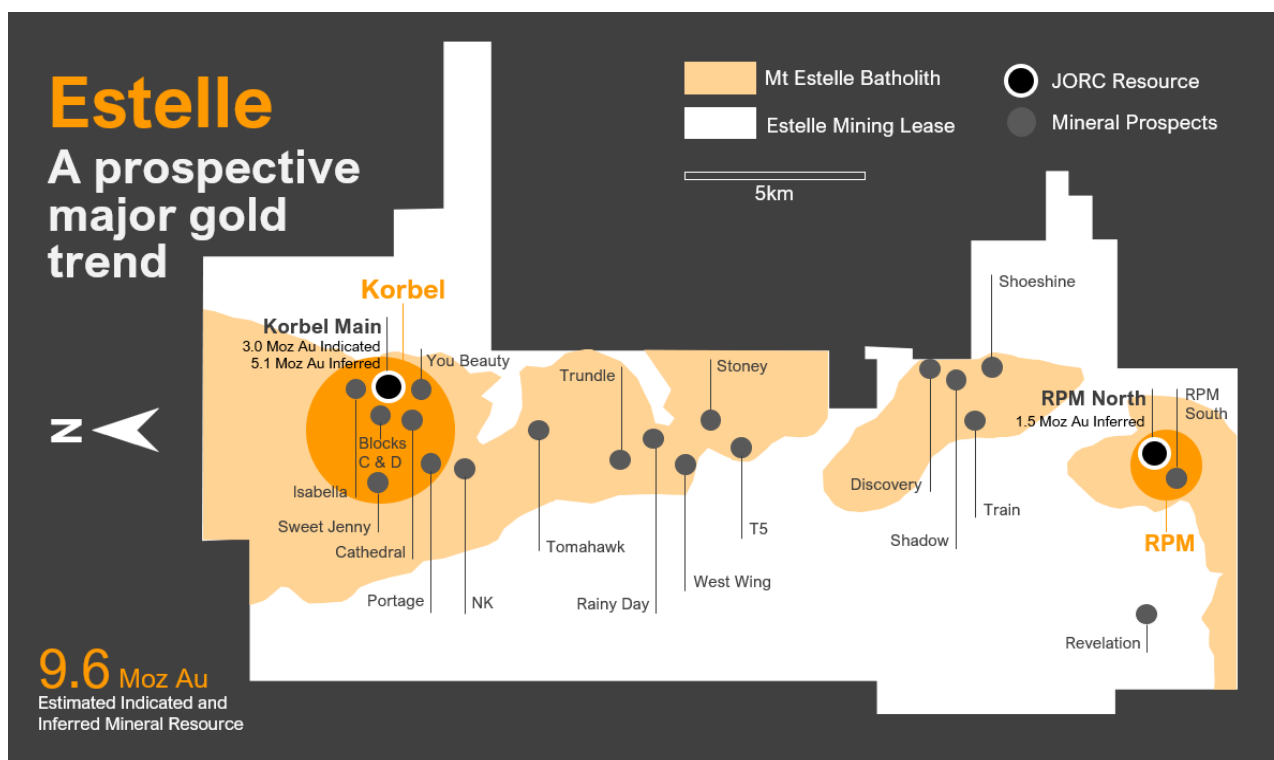 Estelle
A prospective
major gold
trend
Mt Estelle Batholith
Estelle Mining Lease
JORC Resource
Mineral Prospects
5km
Korbel
Korbel Main
3.0 Moz Au Indicated
5.1 Moz Au Inferred
You Beauty
Trundle
Stoney
Shoeshine
RPM North
1.5 Moz Au Inferred
RPM
South
N
Blocks
C & D
Isabella
Sweet Jenny
Cathedral
Portage
NK
Tomahawk
Rainy Day
West Wing
T5
Discovery
Shadow
Train
RPM
Revelation
9.6 Moz Au
Estimated Indicated and
Inferred Mineral Resource